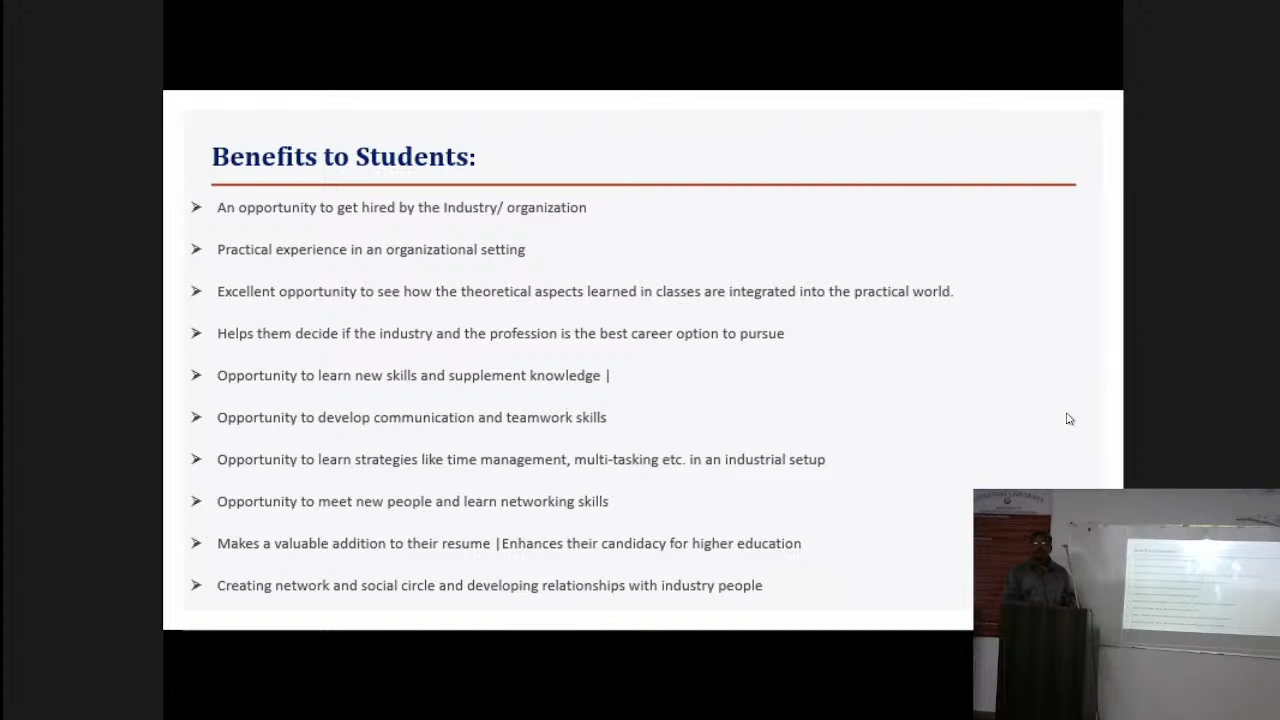 Benefits to Students:
➤ An opportunity to get hired by the Industry/ organization
➤ Practical experience in an organizational setting
➤ Excellent opportunity to see how the theoretical aspects learned in classes are integrated into the practical world.
➤ Helps them decide if the industry and the profession is the best career option to pursue
➤ Opportunity to learn new skills and supplement knowledge |
➤ Opportunity to develop communication and teamwork skills
➤ Opportunity to learn strategies like time management, multi-tasking etc. in an industrial setup
➤ Opportunity to meet new people and learn networking skills
➤ Makes a valuable addition to their resume |Enhances their candidacy for higher education
➤ Creating network and social circle and developing relationships with industry people
UNIVERSITY